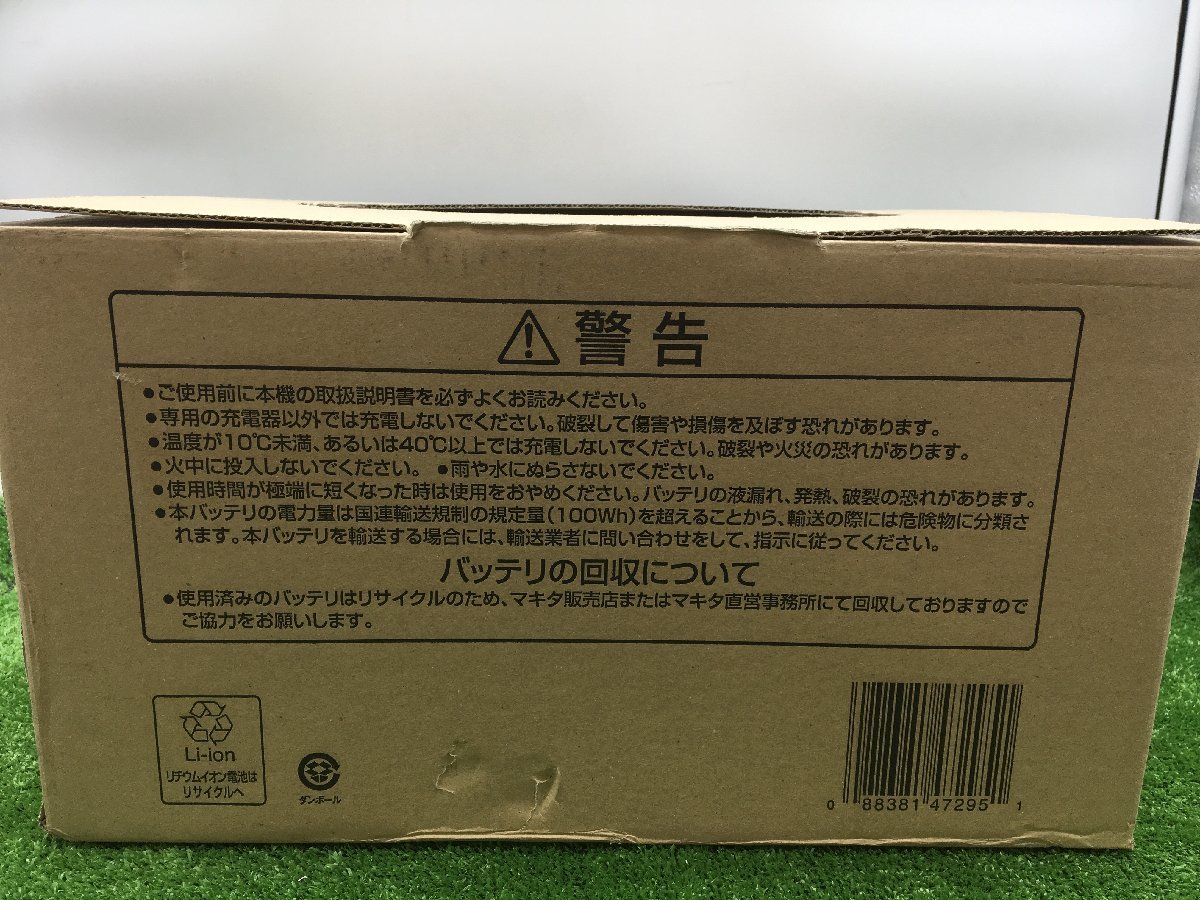 警告
●ご使用前に本機の取扱説明書を必ずよくお読みください。
●専用の充電器以外では充電しないでください。破裂して傷害や損傷を及ぼす恐れがあります。
●温度が10℃未満、あるいは40℃以上では充電しないでください。破裂や火災の恐れがあります。
●火中に投入しないでください。 ●雨や水にぬらさないでください。
●使用時間が極端に短くなった時は使用をおやめください。バッテリの液漏れ、発熱、破裂の恐れがあります。
●本バッテリの電力量は国連輸送規制の規定量(100Wh)を超えることから、輸送の際には危険物に分類さ
れます。本バッテリを輸送する場合には、輸送業者に問い合わせをして、指示に従ってください。
バッテリの回収について
●使用済みのバッテリはリサイクルのため、マキタ販売店またはマキタ直営事務所にて回収しておりますので
ご協力をお願いします。
Li-ion
リチウムイオン電池は
リサイクルへ
ダンボール
0 88381 47295 1